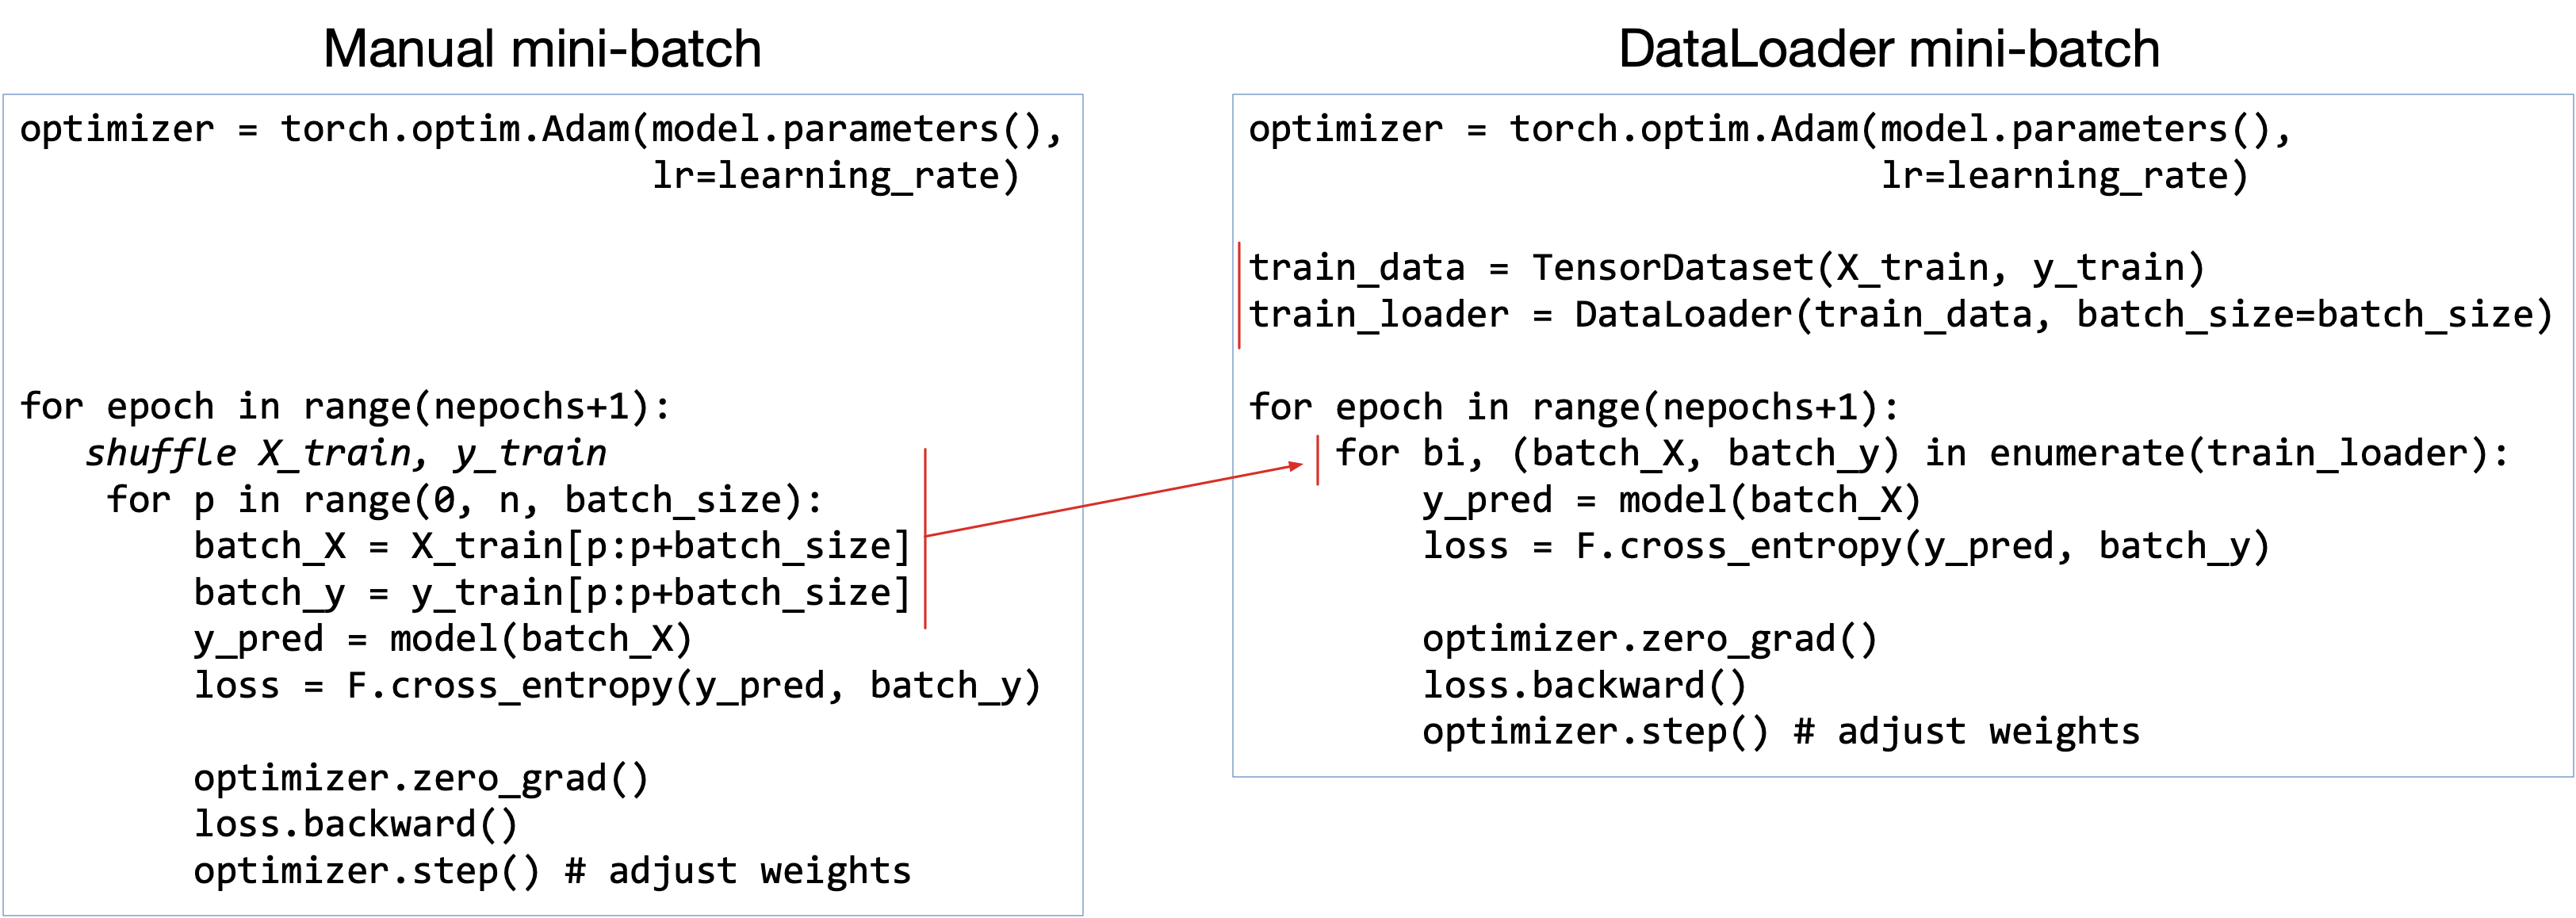 Manual mini-batch
optimizer = torch.optim.Adam(model.parameters(),
                             lr=learning_rate)
for epoch in range(nepochs+1):
   shuffle X_train, y_train
    for p in range(0, n, batch_size):
        batch_X = X_train[p:p+batch_size]
        batch_y = y_train[p:p+batch_size]
        y_pred = model(batch_X)
        loss = F.cross_entropy(y_pred, batch_y)
        optimizer.zero_grad()
        loss.backward()
        optimizer.step() # adjust weights
DataLoader mini-batch
optimizer = torch.optim.Adam(model.parameters(),
                             lr=learning_rate)
train_data = TensorDataset(X_train, y_train)
train_loader = DataLoader(train_data, batch_size=batch_size)
for epoch in range(nepochs+1):
    for bi, (batch_X, batch_y) in enumerate(train_loader):
        y_pred = model(batch_X)
        loss = F.cross_entropy(y_pred, batch_y)
        optimizer.zero_grad()
        loss.backward()
        optimizer.step() # adjust weights